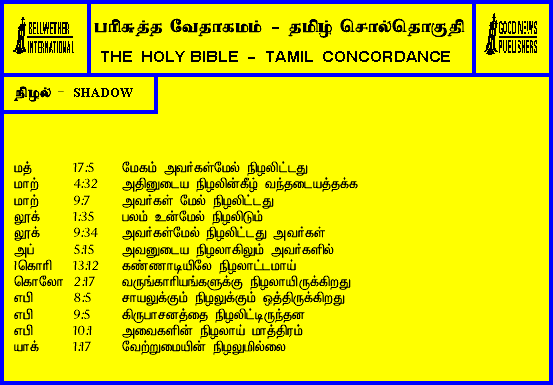 BELLWETHER
INTERNATIONAL
பரிசுத்த வேதாகமம் - தமிழ் சொல்தொகுதி
THE HOLY BIBLE - TAMIL CONCORDANCE
GOOD NEWS
PUBLISHERS
நிழல் - SHADOW
மத் 17:5 மேகம் அவர்கள்மேல் நிழலிட்டது
மாற் 4:32 அதினுடைய நிழலின்கீழ் வந்தடையத்தக்க
மாற் 9:7 அவர்கள் மேல் நிழலிட்டது
லூக் 1:35 பலம் உன்மேல் நிழலிடும்
லூக் 9:34 அவர்கள்மேல் நிழலிட்டது அவர்கள்
அப் 5:15 அவனுடைய நிழலாகிலும் அவர்களில்
1கொரி 13:12 கண்ணாடியிலே நிழலாட்டமாய்
கொலோ 2:17 வருங்காரியங்களுக்கு நிழலாயிருக்கிறது
எபி 8:5 சாயலுக்கும் நிழலுக்கும் ஒத்திருக்கிறது
எபி 9:5 கிருபாசனத்தை நிழலிட்டிருந்தன
எபி 10:1 அவைகளின் நிழலாய் மாத்திரம்
யாக் 1:17 வேற்றுமையின் நிழலுமில்லை